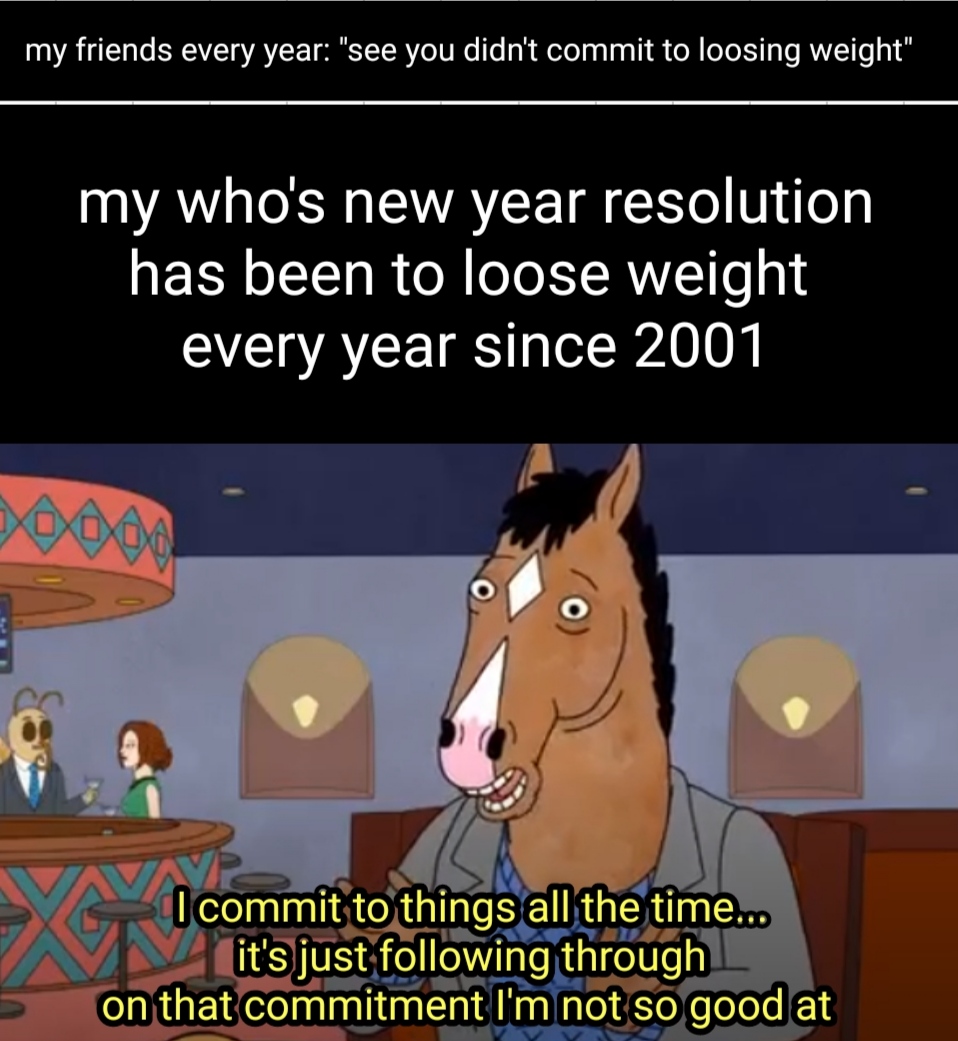 my friends every year: "see you didn't commit to loosing weight"
my who's new year resolution
has been to loose weight
every year since 2001
I commit to things all the time...
it's just following through
on that commitment I'm not so good at